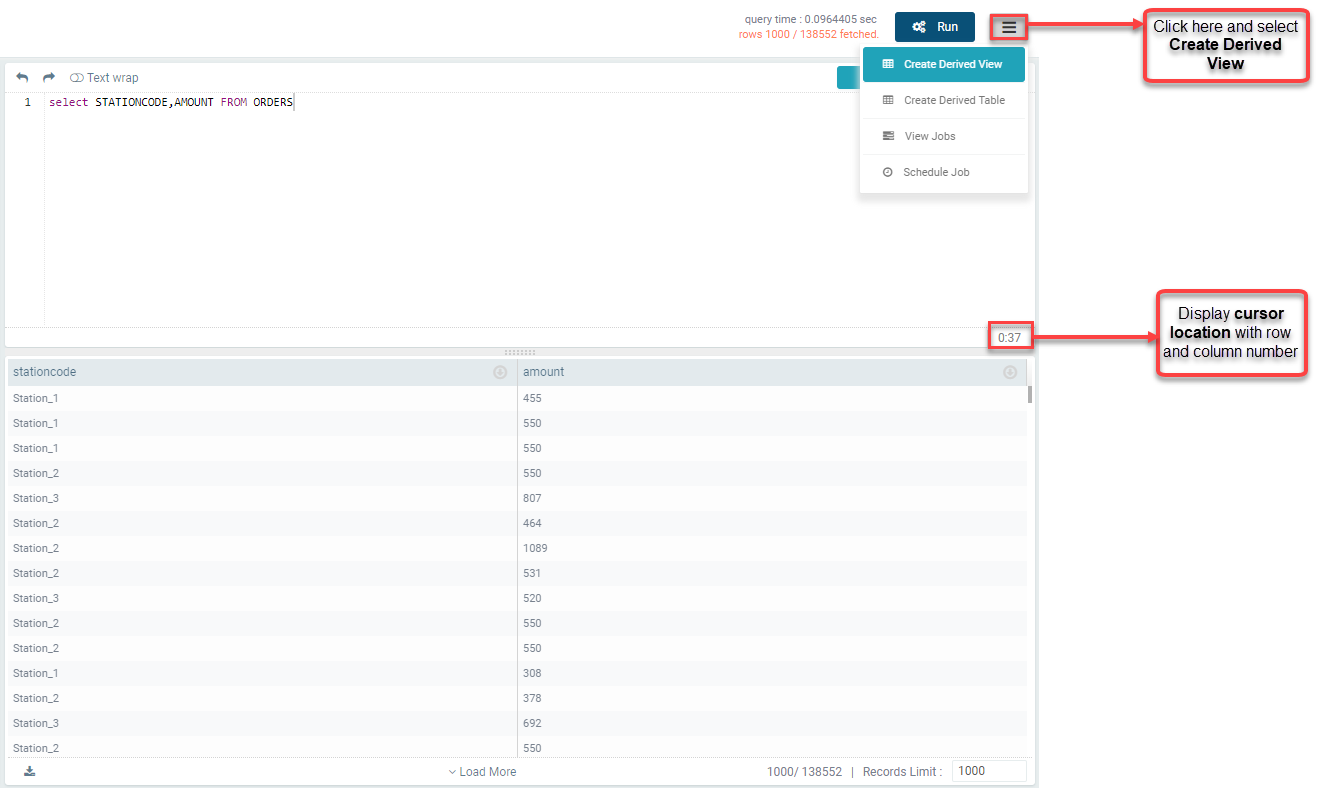 query time : 0.0964405 sec
rows 1000 / 138552 fetched.
Run
Click here and select
Create Derived
View
Create Derived View
Create Derived Table
View Jobs
Schedule Job
Text wrap
1 select STATIONCODE,AMOUNT FROM ORDERS
0:37
Display cursor
location with row
and column number
stationcode amount
Station_1 455
Station_1 550
Station_1 550
Station_2 550
Station_3 807
Station_2 464
Station_2 1089
Station_2 531
Station_3 520
Station_2 550
Station_2 550
Station_1 308
Station_2 378
Station_3 692
Station_2 550
Load More
1000/ 138552 | Records Limit : 1000